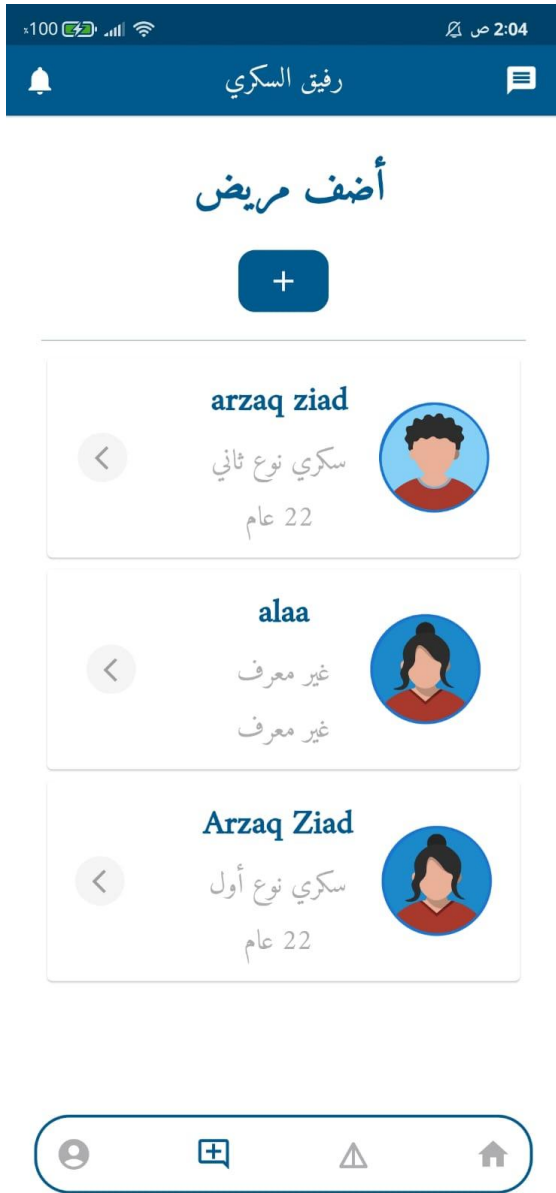 2:04 ص 100٪
رفيق السكري
أضف مريض
+
arzaq ziad
سكري نوع ثاني
22 عام
alaa
غير معرف
غير معرف
Arzaq Ziad
سكري نوع أول
22 عام